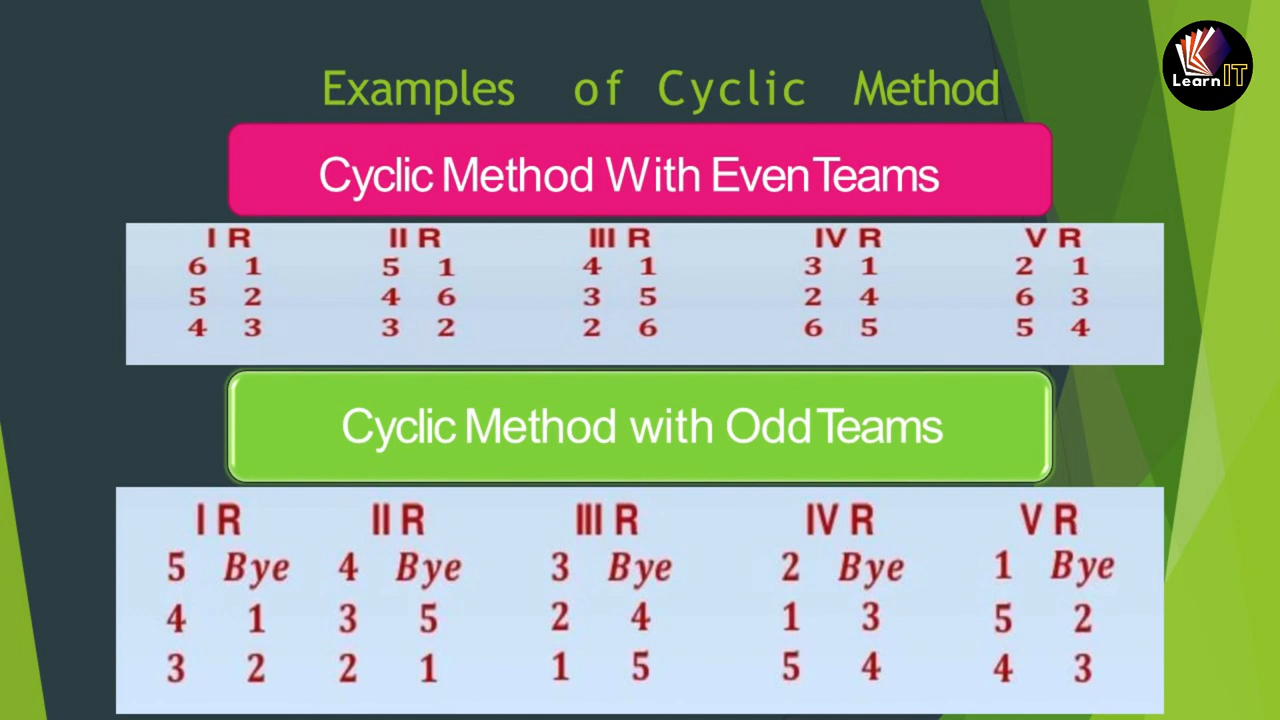 Examples of Cyclic Method
LearnIT
Cyclic Method With Even Teams
I R II R III R IV R V R
6 1 5 1 4 1 3 1 2 1
5 2 4 6 3 5 2 4 6 3
4 3 3 2 2 6 6 5 5 4
Cyclic Method with Odd Teams
I R II R III R IV R V R
5 Bye 4 Bye 3 Bye 2 Bye 1 Bye
4 1 3 5 2 4 1 3 5 2
3 2 2 1 1 5 5 4 4 3